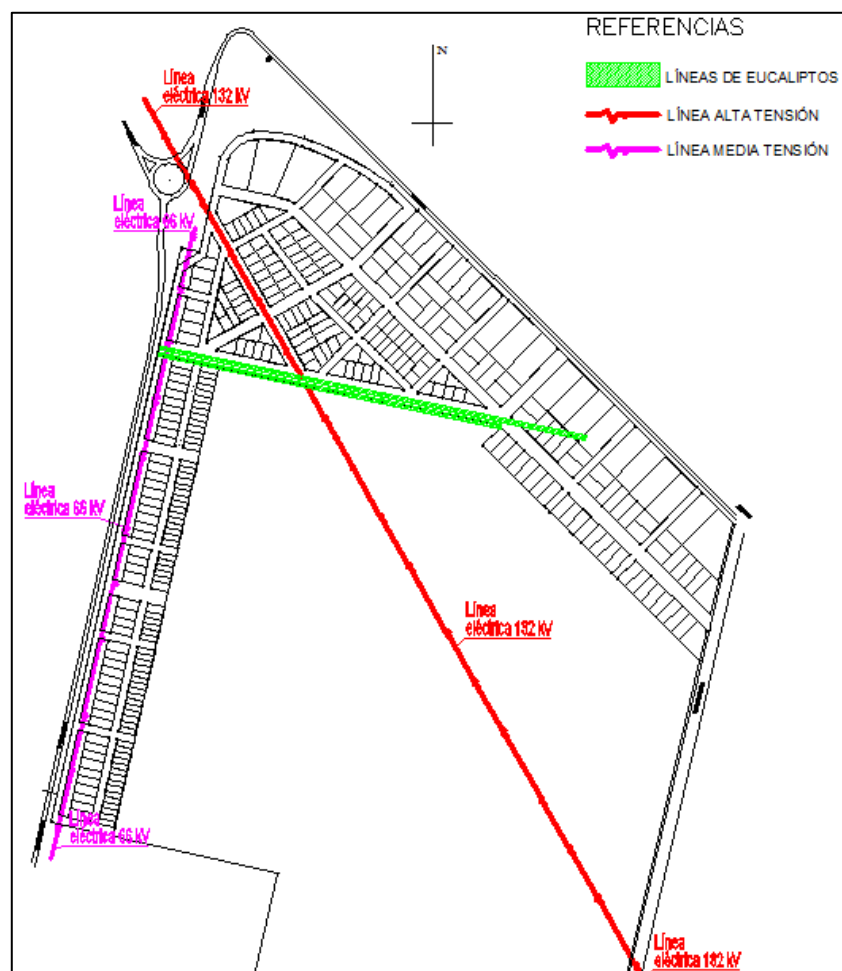 REFERENCIAS
LÍNEAS DE EUCALIPTOS
LÍNEA ALTA TENSIÓN
LÍNEA MEDIA TENSIÓN
N
Línea
eléctrica 132 kV
Línea
eléctrica 66 kV
Línea
eléctrica 66 kV
Línea
eléctrica 132 kV
Línea
eléctrica 66 kV
Línea
eléctrica 132 kV